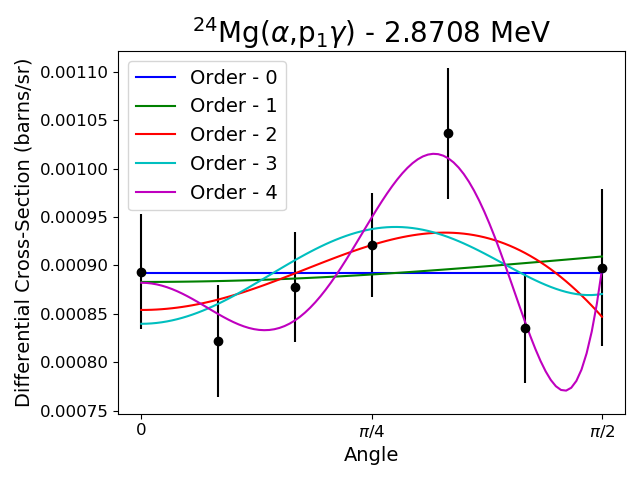 ²⁴Mg(α,p₁γ) - 2.8708 MeV
Differential Cross-Section (barns/sr)
0.00110
0.00105
0.00100
0.00095
0.00090
0.00085
0.00080
0.00075
Order - 0
Order - 1
Order - 2
Order - 3
Order - 4
0 π/4 π/2
Angle